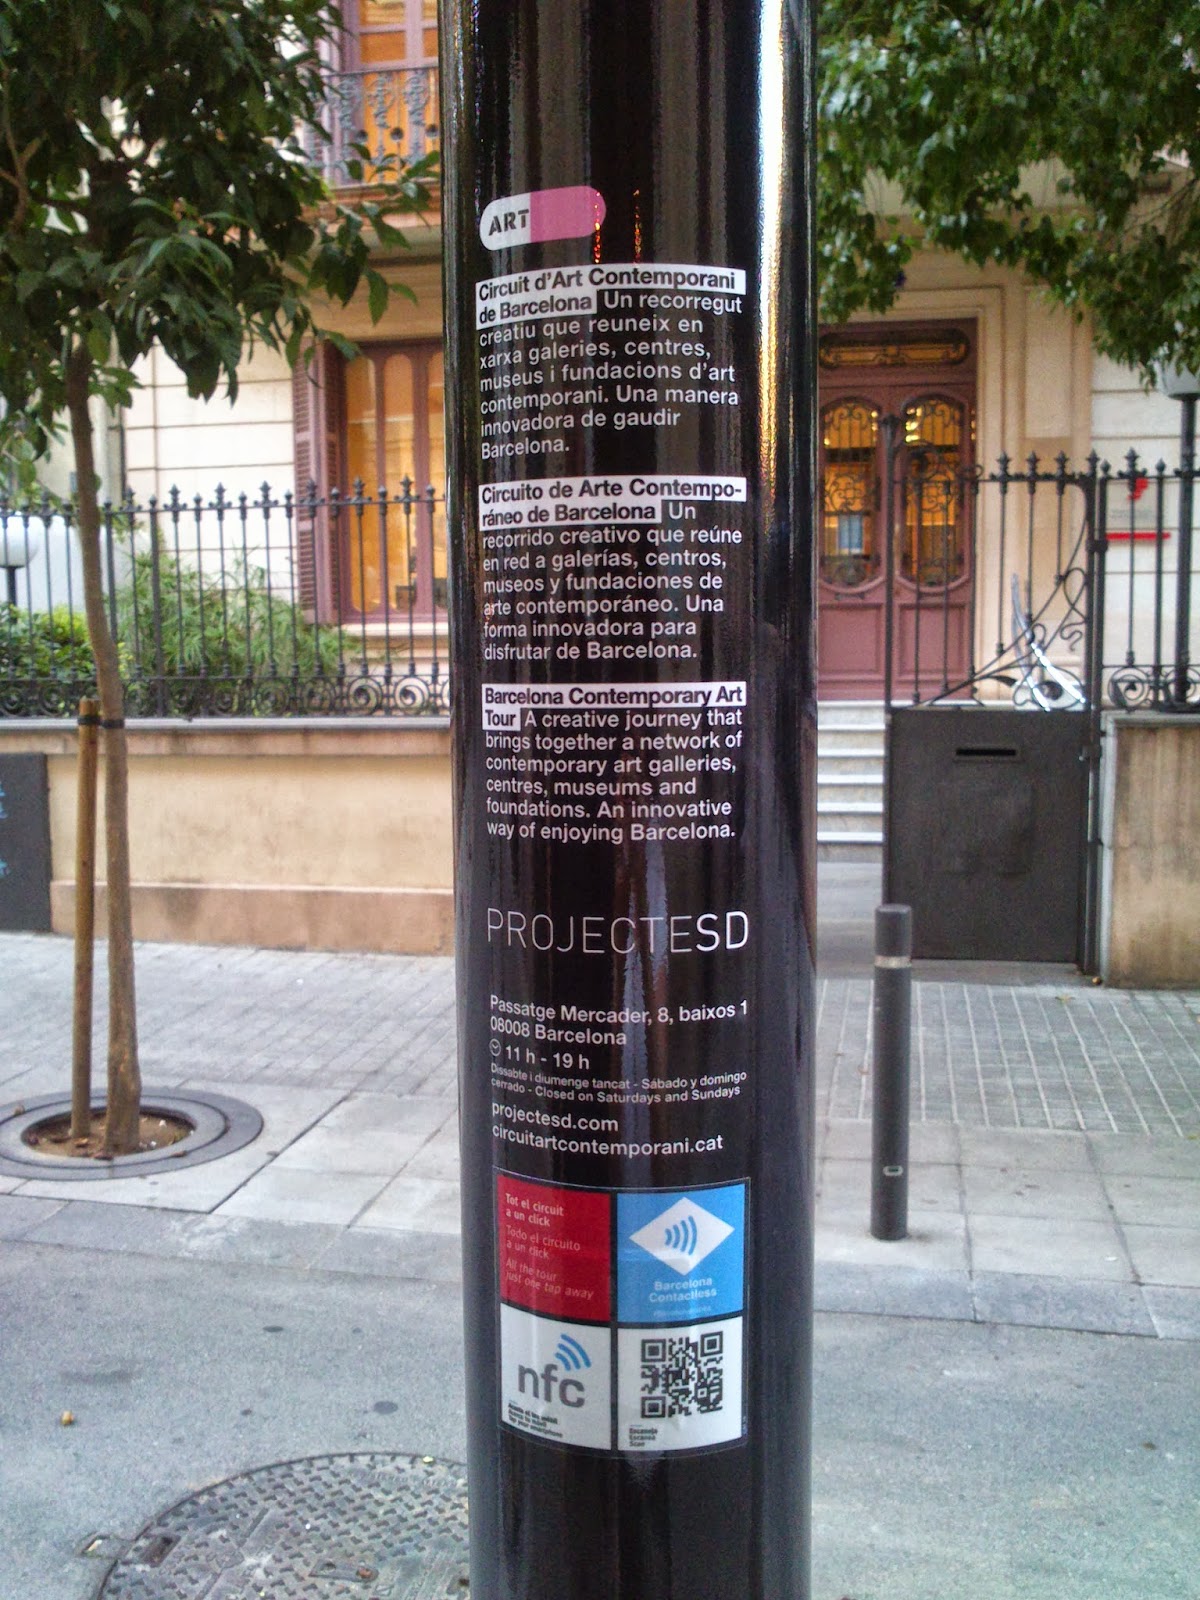 ART
Circuit d'Art Contemporani
de Barcelona Un recorregut
creatiu que reuneix en
xarxa galeries, centres,
museus i fundacions d'art
contemporani. Una manera
innovadora de gaudir
Barcelona.
Circuito de Arte Contempo-
ráneo de Barcelona Un
recorrido creativo que reúne
en red a galerías, centros,
museos y fundaciones de
arte contemporáneo. Una
forma innovadora para
disfrutar de Barcelona.
Barcelona Contemporary Art
Tour A creative journey that
brings together a network of
contemporary art galleries,
centres, museums and
foundations. An innovative
way of enjoying Barcelona.
PROJECTESD
Passatge Mercader, 8, baixos 1
08008 Barcelona
11 h - 19 h
Dissabte i diumenge tancat - Sábado y domingo
cerrado - Closed on Saturdays and Sundays
projectesd.com
circuitartcontemporani.cat
Tot el circuit
a un click
Todo el circuito
a un click
All the tour
just one tap away
Barcelona
Contactless
nfc
Tap your smartphone
Escaneja
Escanea
Scan